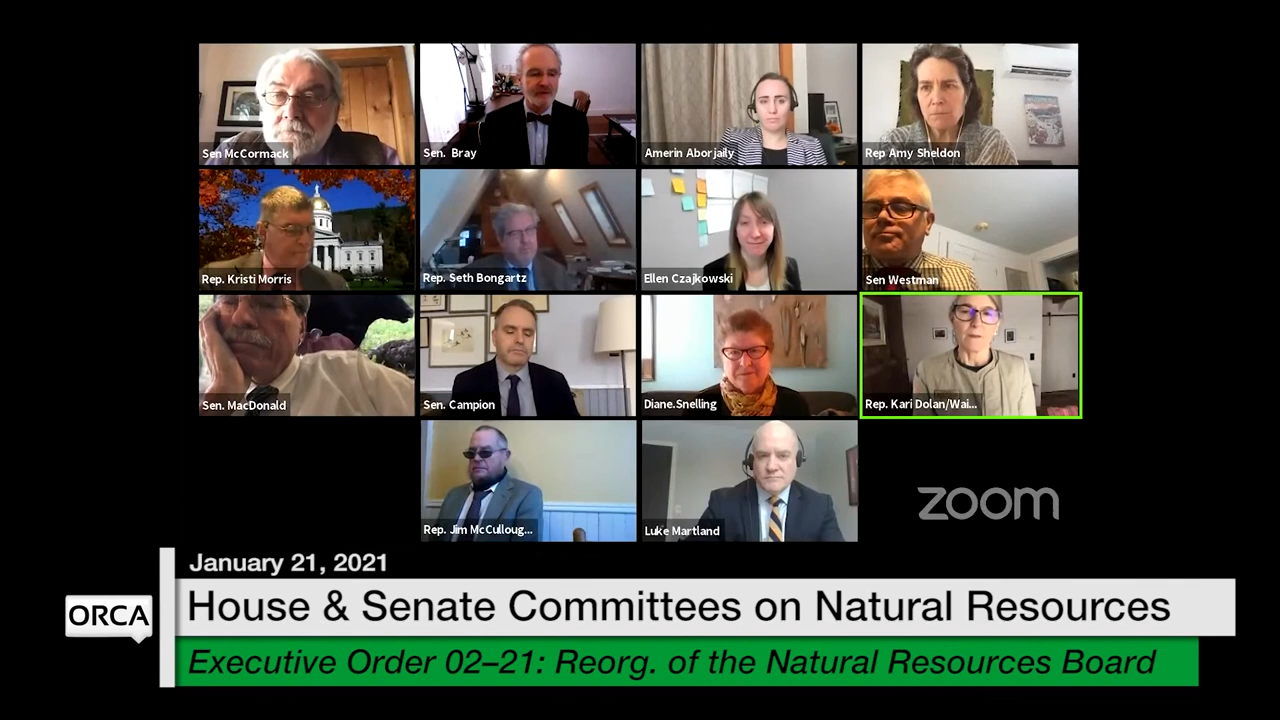 Sen McCormack
Sen. Bray
Amerin Aborjaily
Rep Amy Sheldon
Rep. Kristi Morris
Rep. Seth Bongartz
Ellen Czajkowski
Sen Westman
Sen. MacDonald
Sen. Campion
Diane.Snelling
Rep. Kari Dolan/Wai...
Rep. Jim McCulloug...
Luke Martland
zoom
January 21, 2021
ORCA
House & Senate Committees on Natural Resources
Executive Order 02–21: Reorg. of the Natural Resources Board